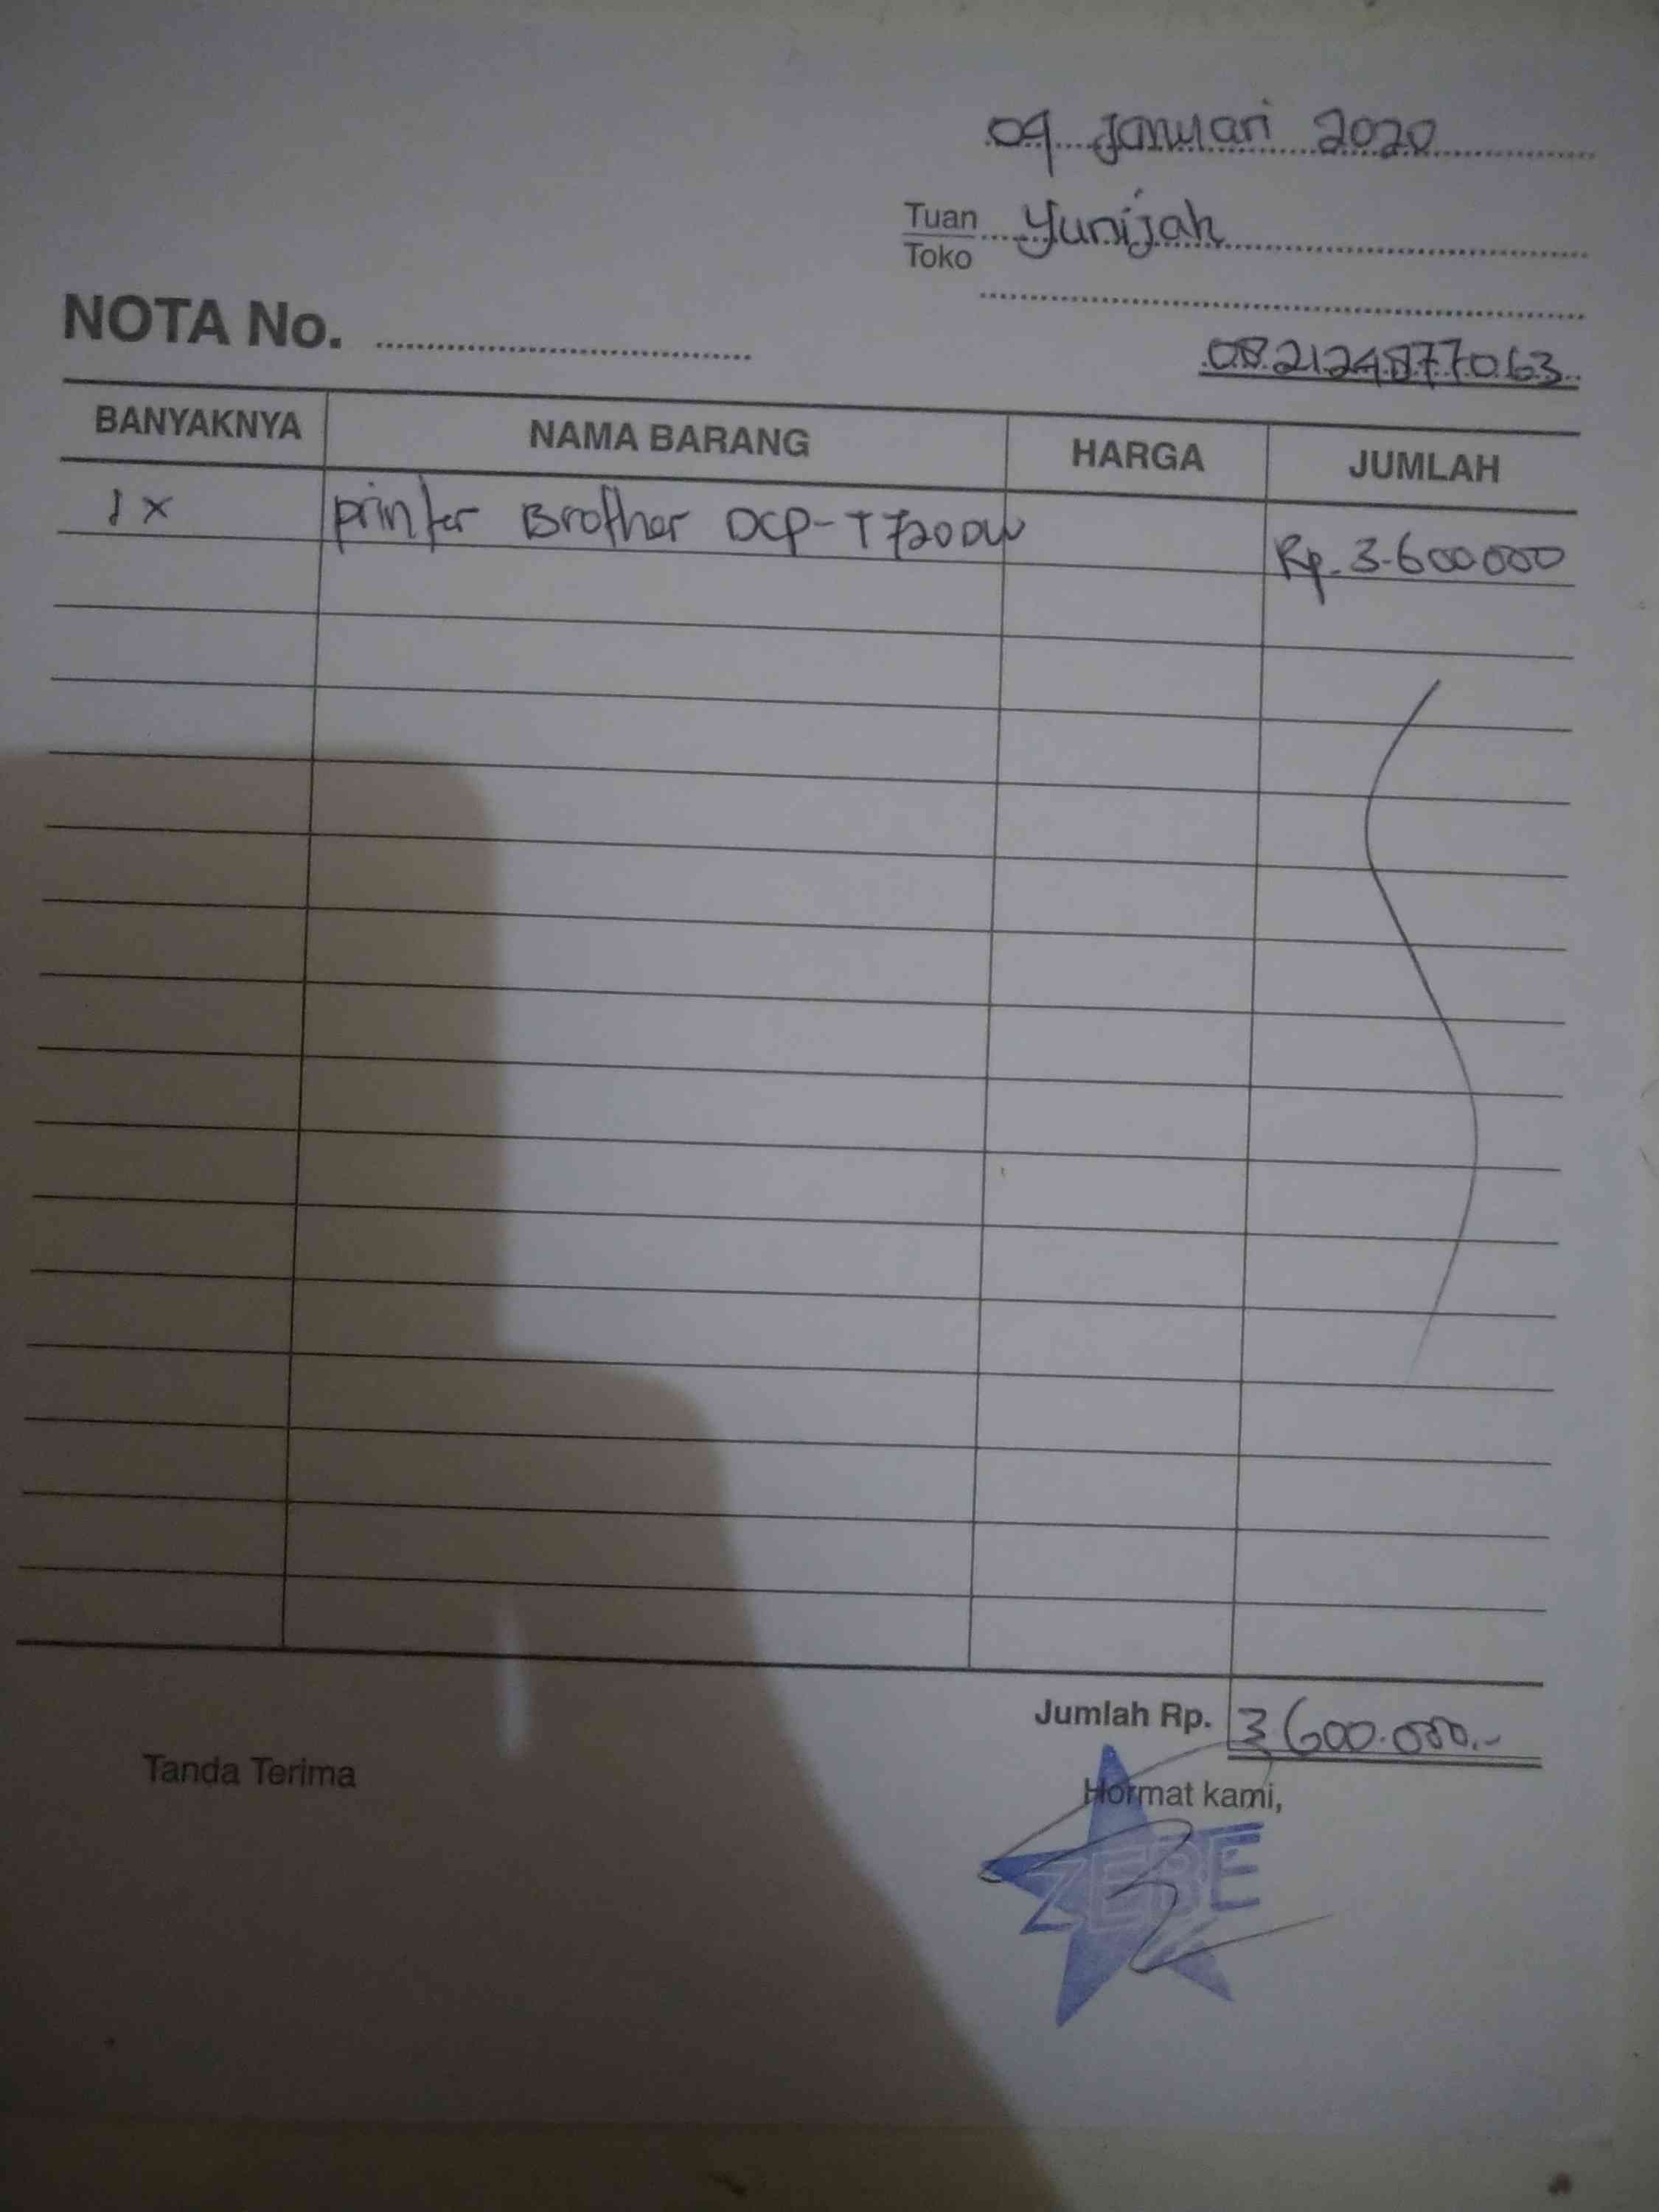 09 Januari 2020
Tuan Yunijah
Toko
NOTA No.
082124877063
BANYAKNYA NAMA BARANG HARGA JUMLAH
1x printer Brother DCP-T720DW Rp. 3.600.000
Jumlah Rp. 3.600.000.-
Tanda Terima
Hormat kami,
ZEBE